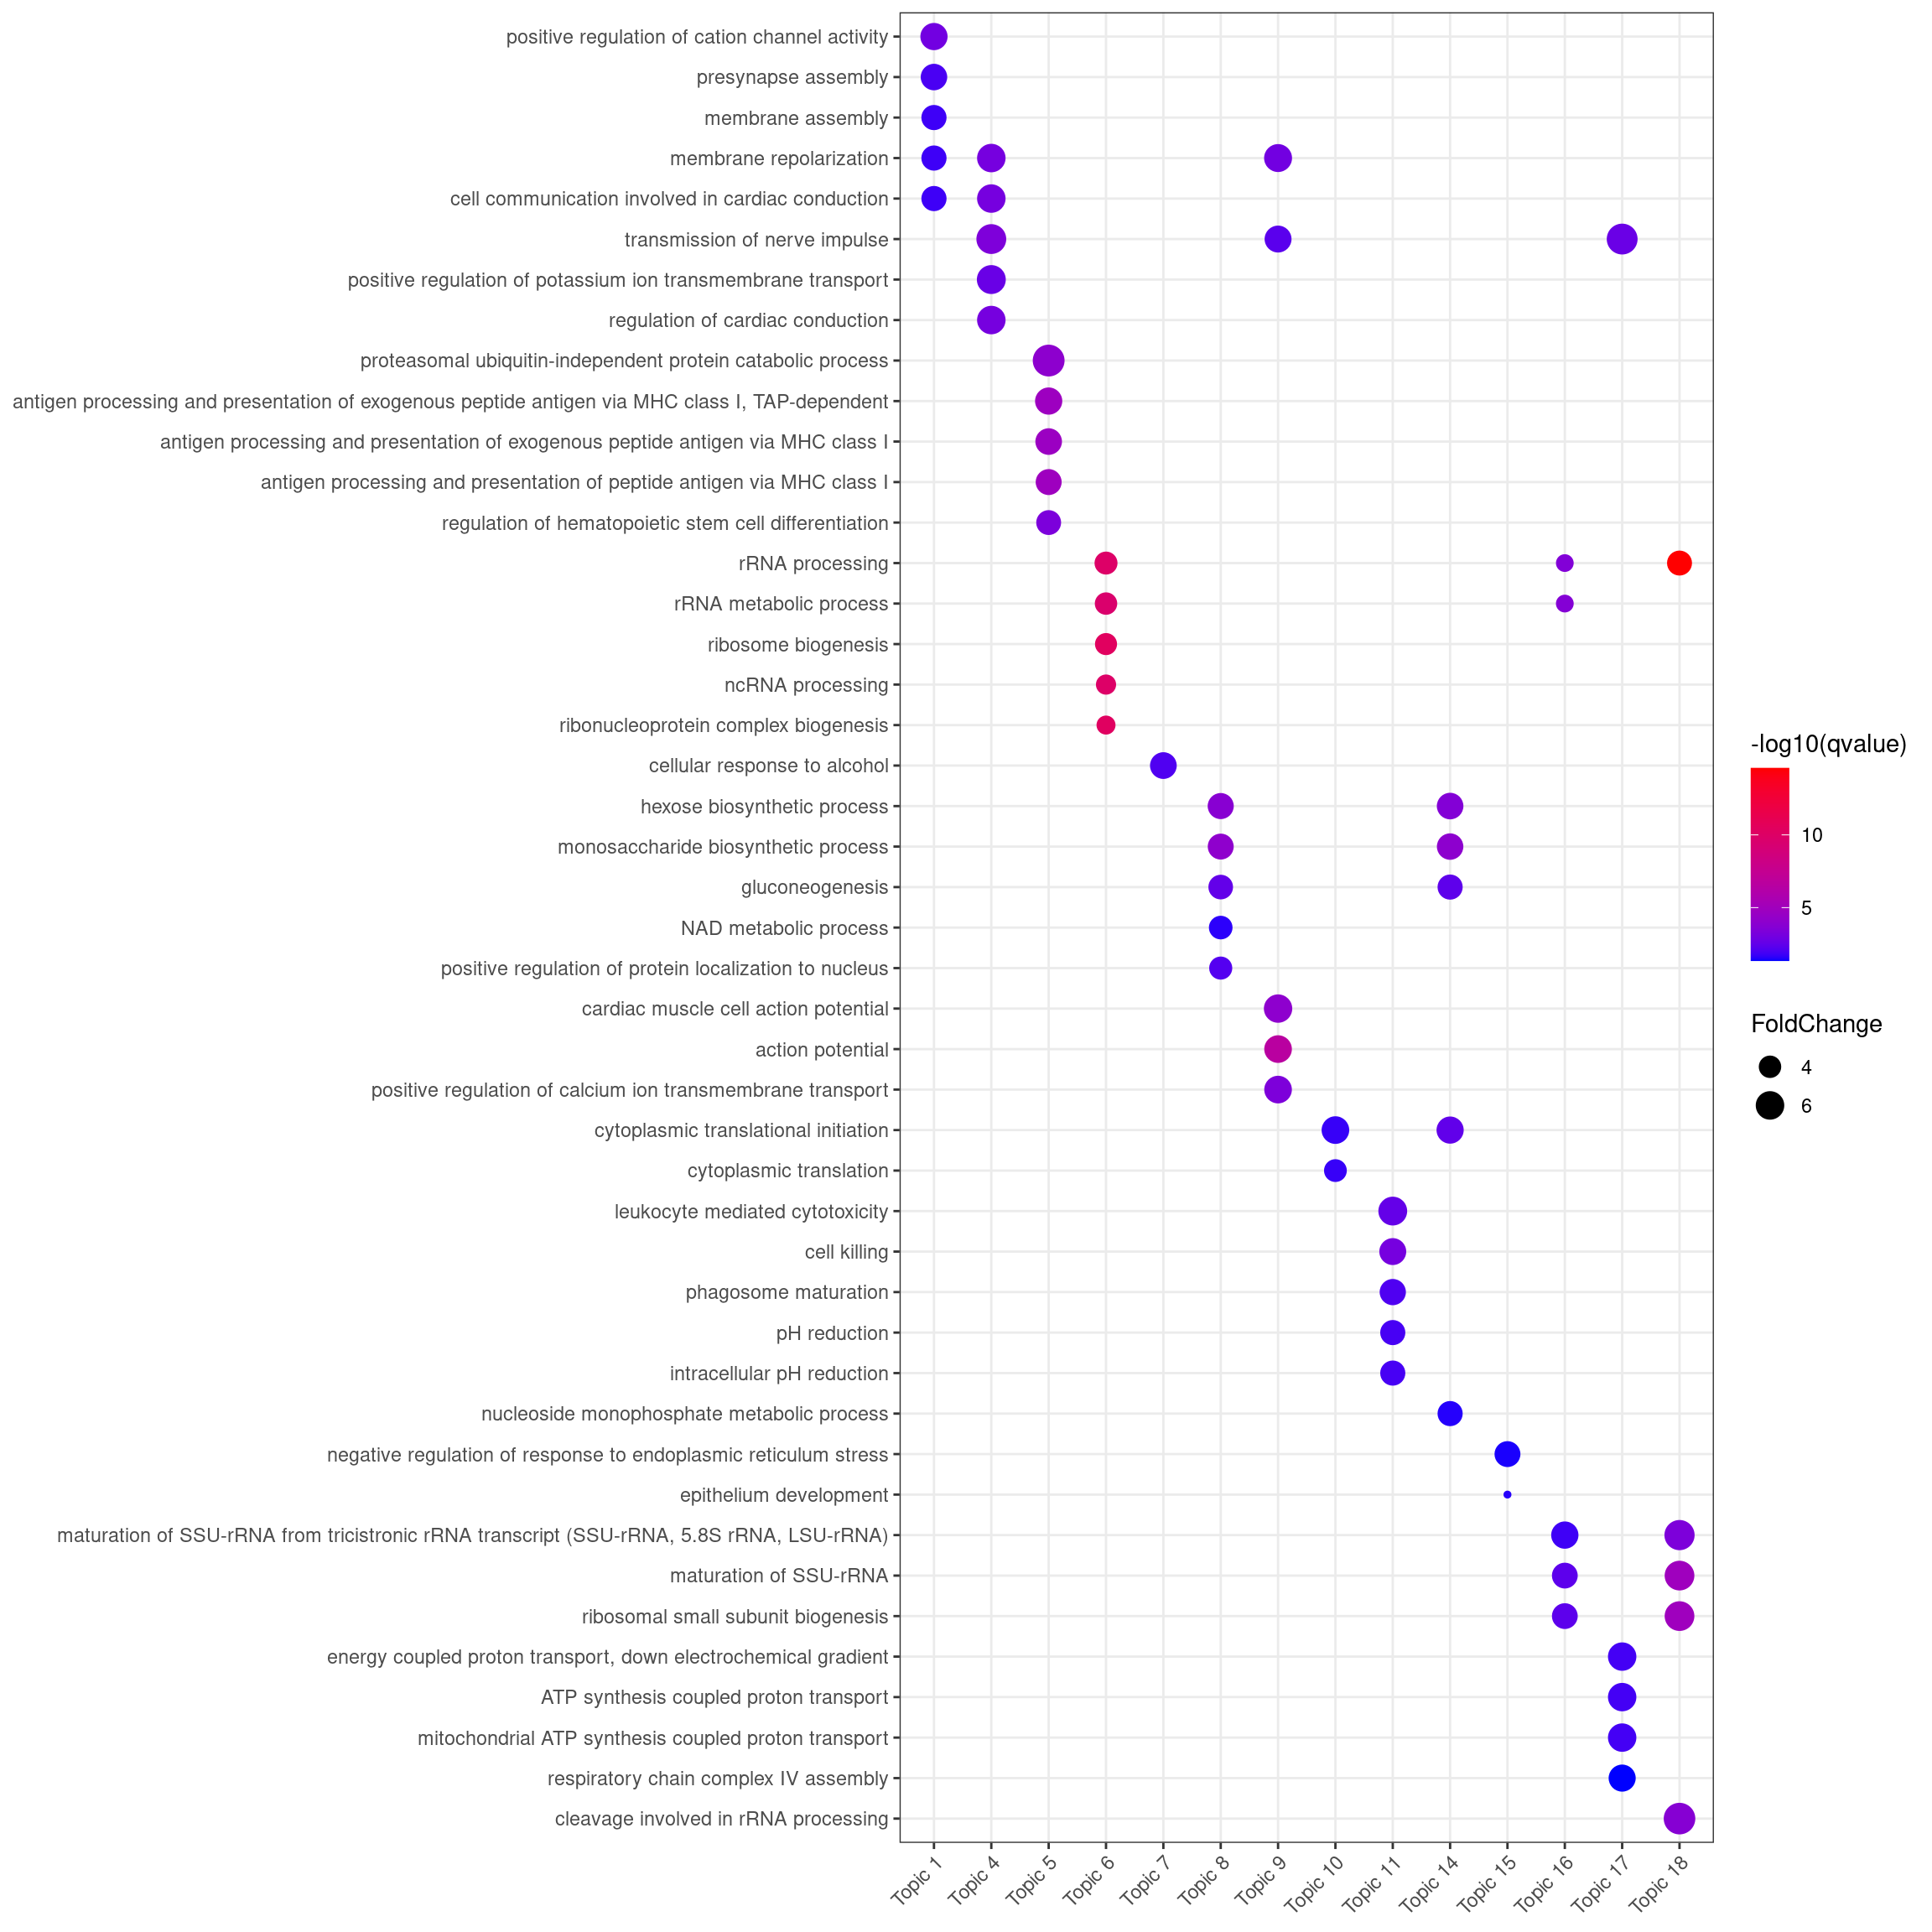 positive regulation of cation channel activity
presynapse assembly
membrane assembly
membrane repolarization
cell communication involved in cardiac conduction
transmission of nerve impulse
positive regulation of potassium ion transmembrane transport
regulation of cardiac conduction
proteasomal ubiquitin-independent protein catabolic process
antigen processing and presentation of exogenous peptide antigen via MHC class I, TAP-dependent
antigen processing and presentation of exogenous peptide antigen via MHC class I
antigen processing and presentation of peptide antigen via MHC class I
regulation of hematopoietic stem cell differentiation
rRNA processing
rRNA metabolic process
ribosome biogenesis
ncRNA processing
ribonucleoprotein complex biogenesis
cellular response to alcohol
hexose biosynthetic process
monosaccharide biosynthetic process
gluconeogenesis
NAD metabolic process
positive regulation of protein localization to nucleus
cardiac muscle cell action potential
action potential
positive regulation of calcium ion transmembrane transport
cytoplasmic translational initiation
cytoplasmic translation
leukocyte mediated cytotoxicity
cell killing
phagosome maturation
pH reduction
intracellular pH reduction
nucleoside monophosphate metabolic process
negative regulation of response to endoplasmic reticulum stress
epithelium development
maturation of SSU-rRNA from tricistronic rRNA transcript (SSU-rRNA, 5.8S rRNA, LSU-rRNA)
maturation of SSU-rRNA
ribosomal small subunit biogenesis
energy coupled proton transport, down electrochemical gradient
ATP synthesis coupled proton transport
mitochondrial ATP synthesis coupled proton transport
respiratory chain complex IV assembly
cleavage involved in rRNA processing
Topic 1
Topic 4
Topic 5
Topic 6
Topic 7
Topic 8
Topic 9
Topic 10
Topic 11
Topic 14
Topic 15
Topic 16
Topic 17
Topic 18
-log10(qvalue)
10
5
FoldChange
4
6